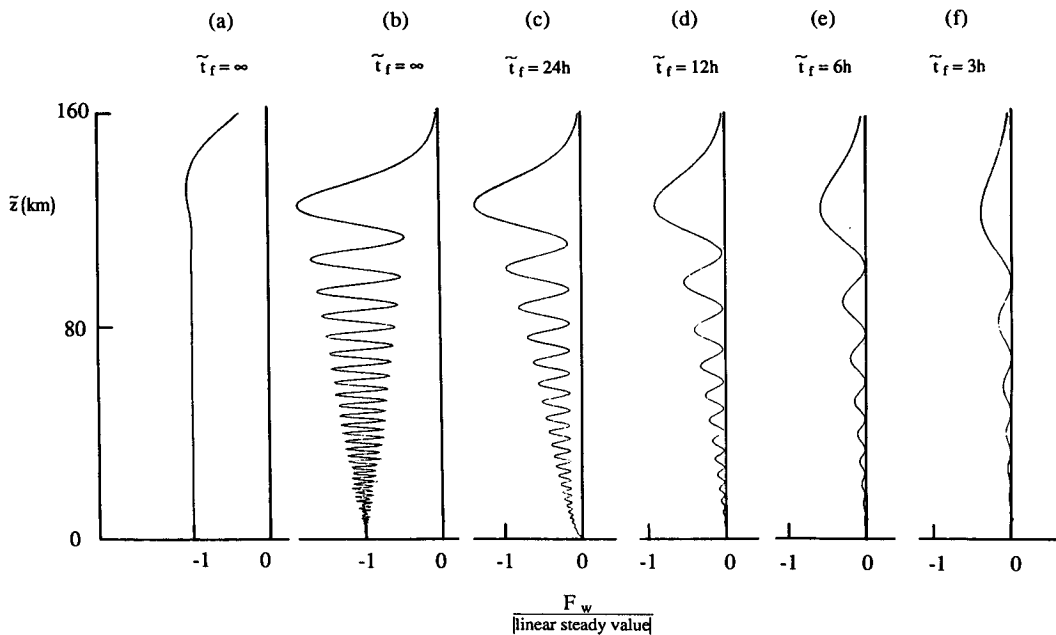 (a) (b) (c) (d) (e) (f)
t̃f = ∞ t̃f = ∞ t̃f = 24h t̃f = 12h t̃f = 6h t̃f = 3h
160
z̃ (km)
80
0
-1 0 -1 0 -1 0 -1 0 -1 0 -1 0
F w
|linear steady value|